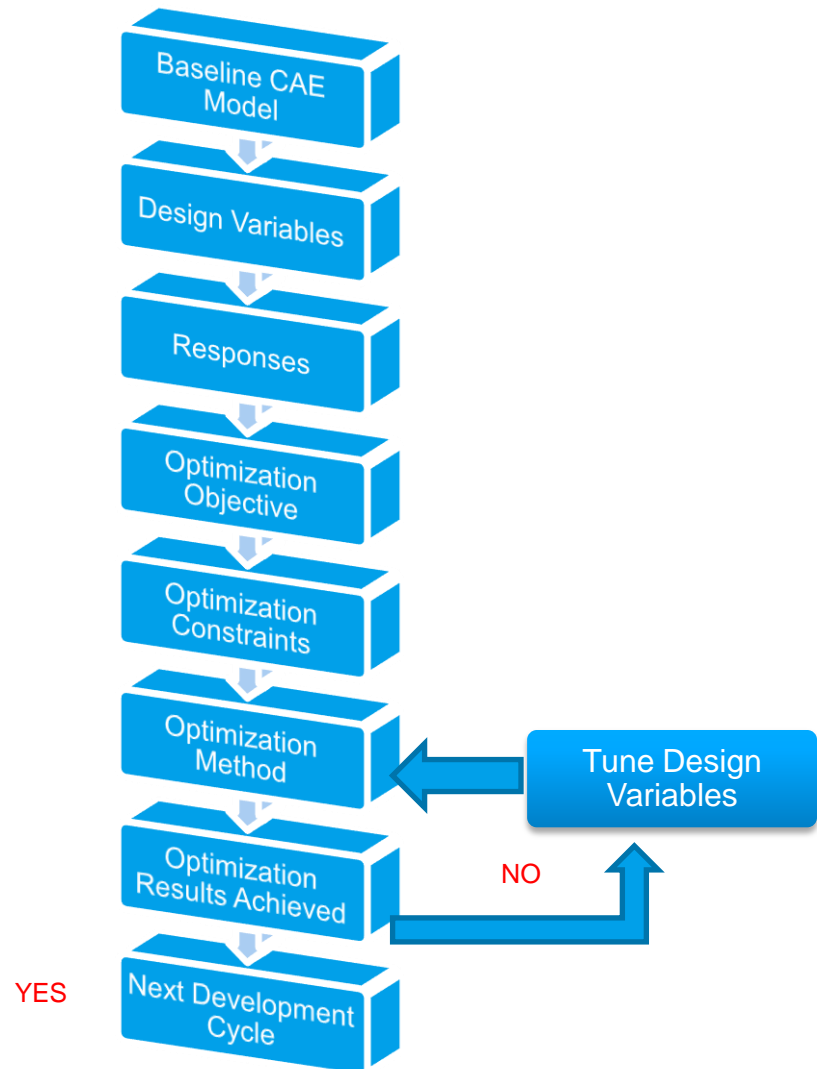 Baseline CAE
Model
Design Variables
Responses
Optimization
Objective
Optimization
Constraints
Optimization
Method
Tune Design
Variables
Optimization
Results Achieved
NO
YES
Next Development
Cycle